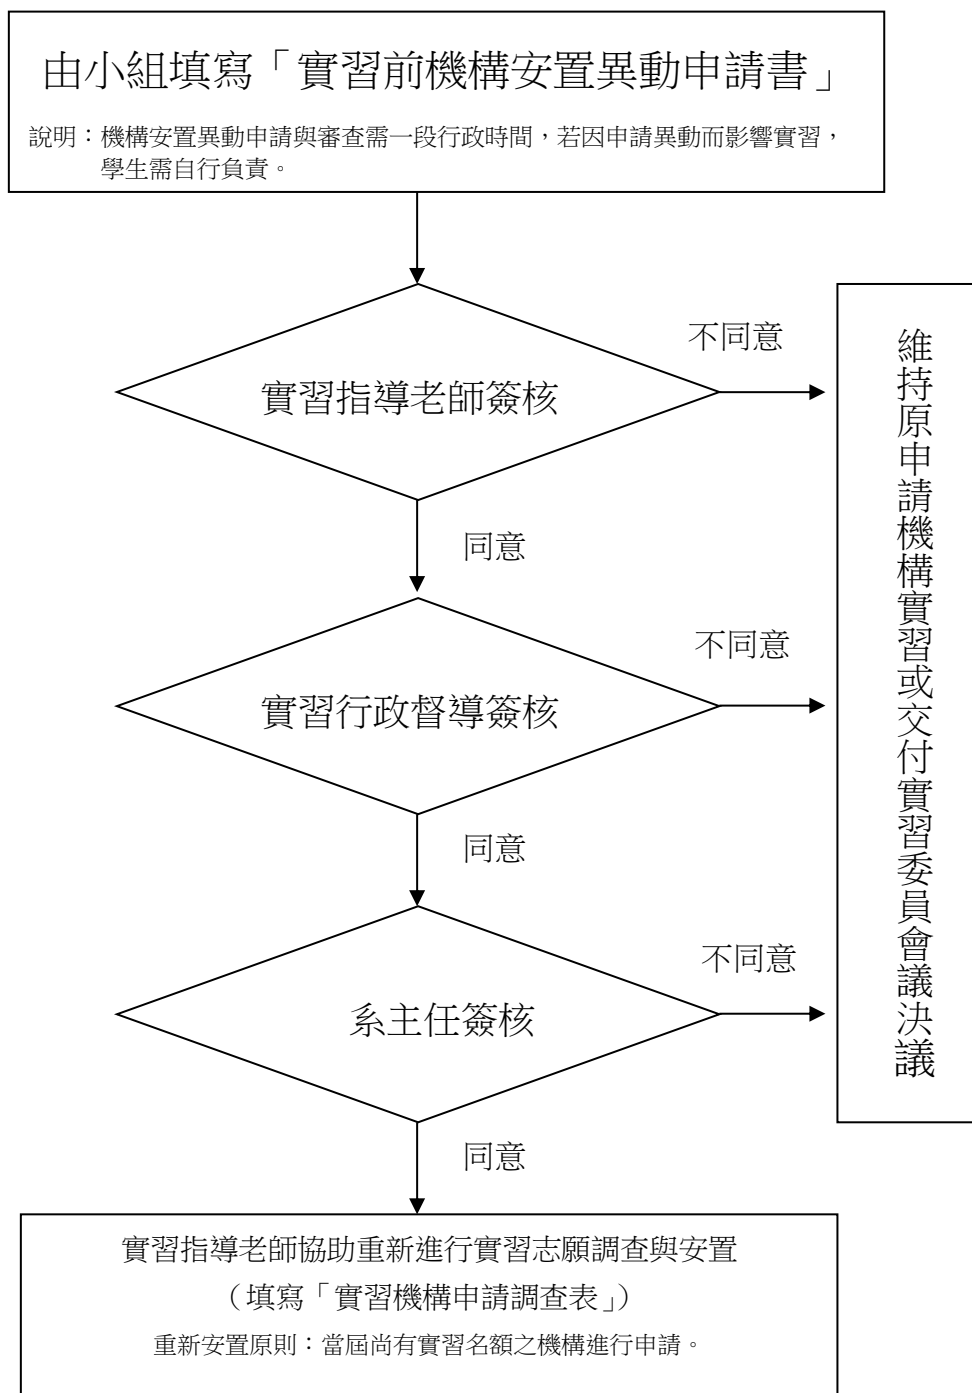 由小組填寫「實習前機構安置異動申請書」
說明：機構安置異動申請與審查需一段行政時間，若因申請異動而影響實習，
學生需自行負責。
實習指導老師簽核
不同意
同意
實習行政督導簽核
不同意
同意
系主任簽核
不同意
同意
維持原申請機構實習或交付實習委員會議決議
實習指導老師協助重新進行實習志願調查與安置
（填寫「實習機構申請調查表」）
重新安置原則：當屆尚有實習名額之機構進行申請。